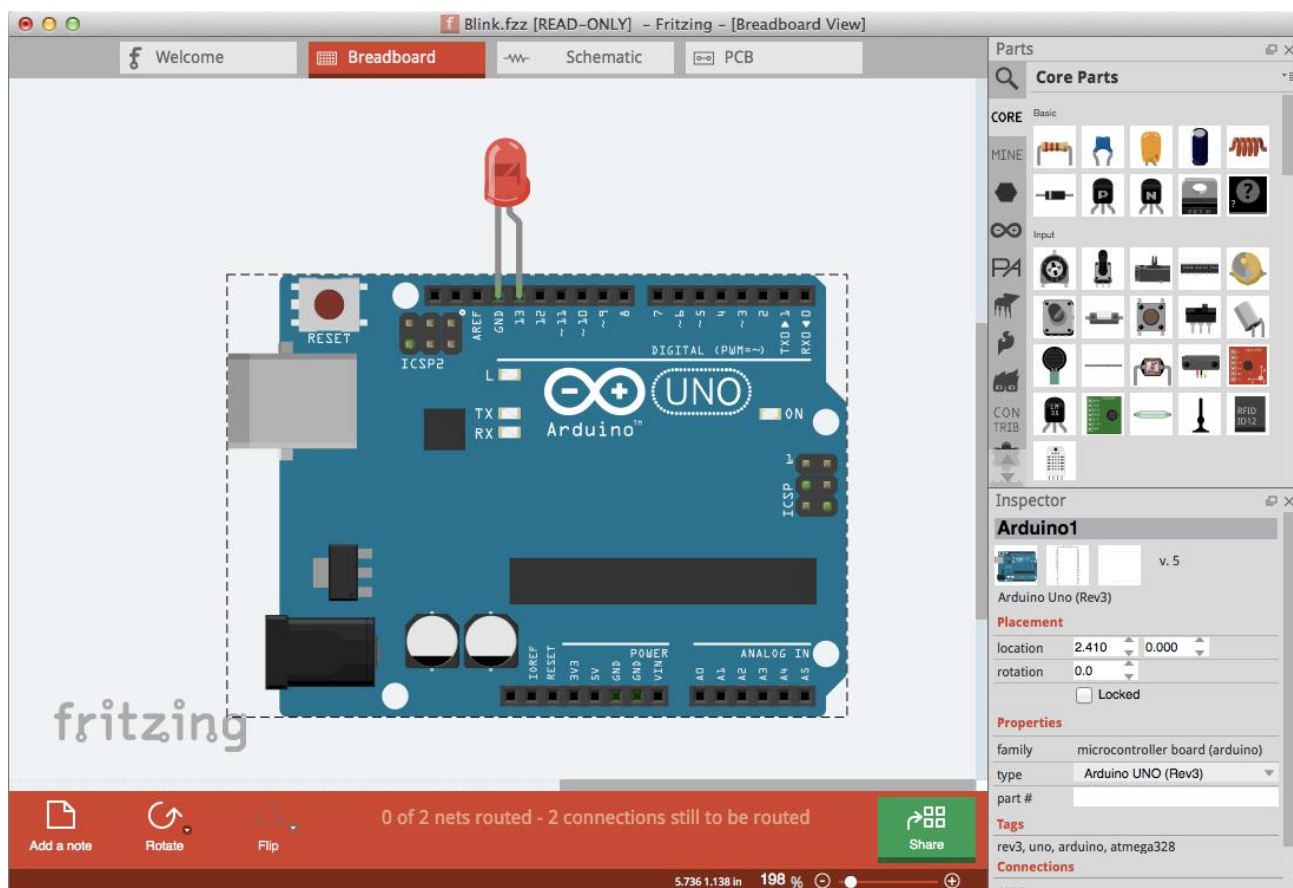 Blink.fzz [READ-ONLY] – Fritzing – [Breadboard View]
Welcome
Breadboard
Schematic
PCB
RESET
ICSP2
AREF
GND
13
12
~11
~10
~9
8
7
~6
~5
4
~3
2
TX0▶1
RX0◀0
DIGITAL (PWM=~)
L
TX
RX
Arduino™
UNO
ON
1
ICSP
IOREF
RESET
3V3
5V
GND
GND
VIN
POWER
ANALOG IN
A0
A1
A2
A3
A4
A5
fritzing
Add a note
Rotate
Flip
0 of 2 nets routed - 2 connections still to be routed
Share
5.736 1.138 in 198 %
Parts
Core Parts
CORE
MINE
PA
CON
TRIB
Basic
P
N
?
?
Input
LM
RFID
ID12
Inspector
Arduino1
v. 5
Arduino Uno (Rev3)
Placement
location 2.410 0.000
rotation 0.0
Locked
Properties
family microcontroller board (arduino)
type Arduino UNO (Rev3)
part #
Tags
rev3, uno, arduino, atmega328
Connections